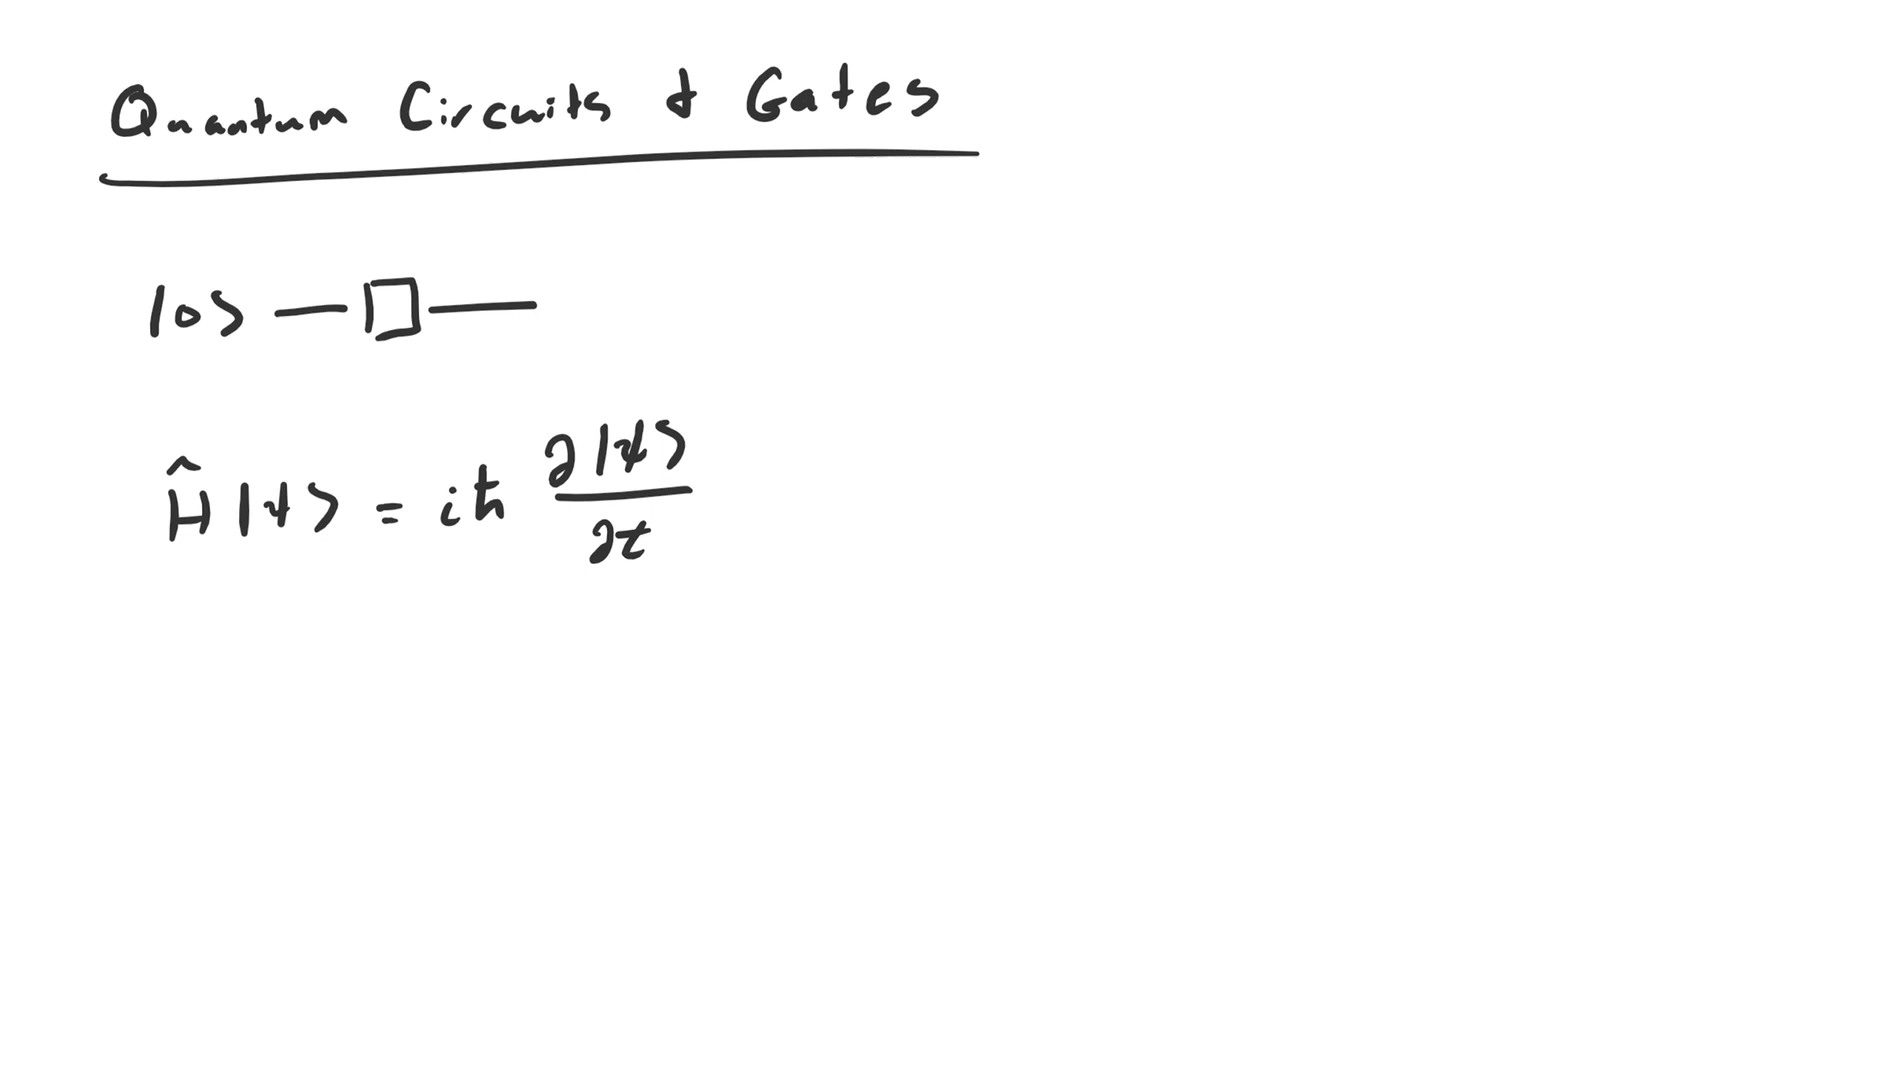 Quantum Circuits & Gates
|0> —□—
Ĥ|ψ> = iħ ∂|ψ>/∂t